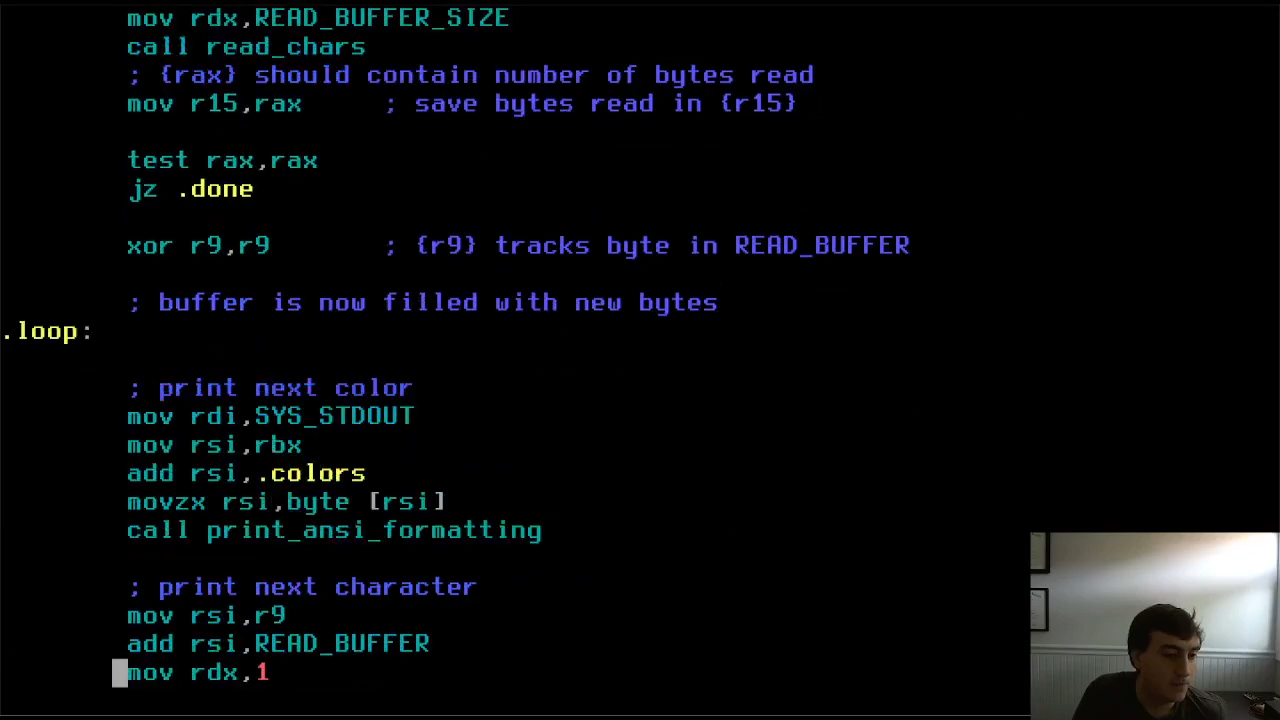 mov rdx,READ_BUFFER_SIZE
call read_chars
; {rax} should contain number of bytes read
mov r15,rax ; save bytes read in {r15}
test rax,rax
jz .done
xor r9,r9 ; {r9} tracks byte in READ_BUFFER
; buffer is now filled with new bytes
.loop:
; print next color
mov rdi,SYS_STDOUT
mov rsi,rbx
add rsi,.colors
movzx rsi,byte [rsi]
call print_ansi_formatting
; print next character
mov rsi,r9
add rsi,READ_BUFFER
mov rdx,1